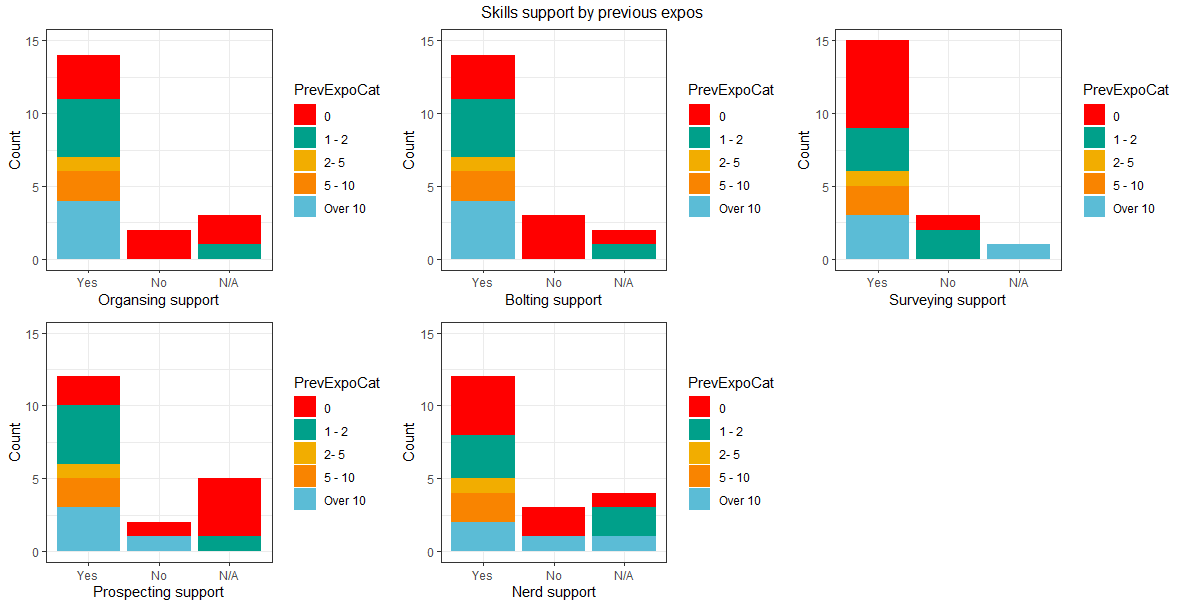 Skills support by previous expos
15
10
5
0
Count
Yes No N/A
Organsing support
PrevExpoCat
0
1 - 2
2- 5
5 - 10
Over 10
15
10
5
0
Count
Yes No N/A
Bolting support
PrevExpoCat
0
1 - 2
2- 5
5 - 10
Over 10
15
10
5
0
Count
Yes No N/A
Surveying support
PrevExpoCat
0
1 - 2
2- 5
5 - 10
Over 10
15
10
5
0
Count
Yes No N/A
Prospecting support
PrevExpoCat
0
1 - 2
2- 5
5 - 10
Over 10
15
10
5
0
Count
Yes No N/A
Nerd support
PrevExpoCat
0
1 - 2
2- 5
5 - 10
Over 10